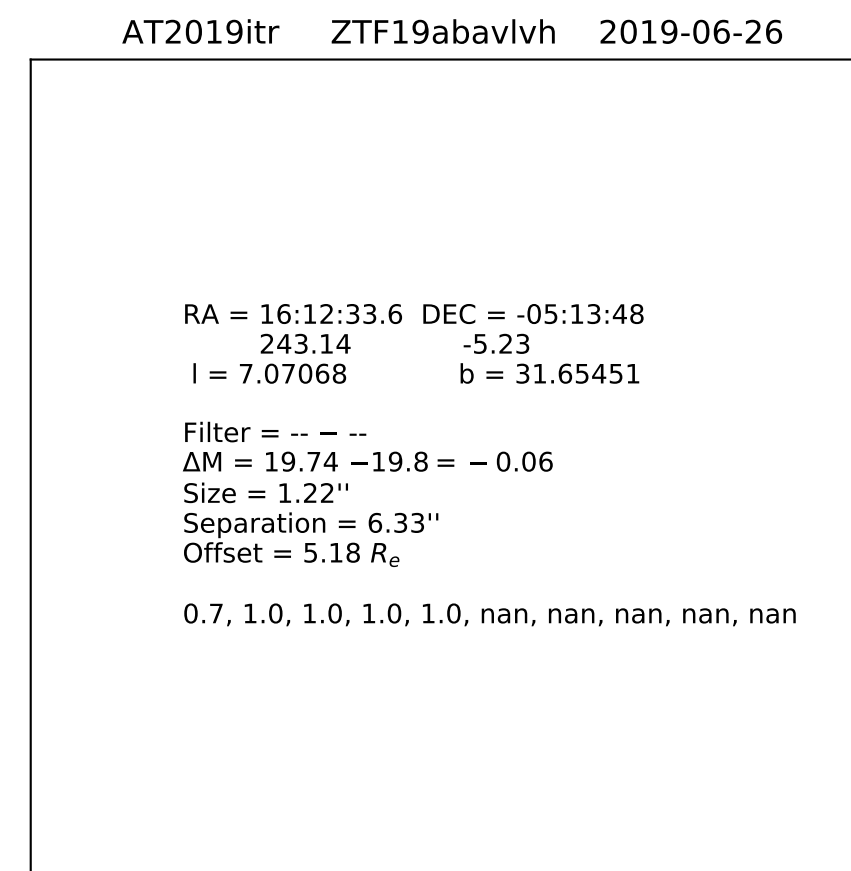 AT2019itr ZTF19abavlvh 2019-06-26
RA = 16:12:33.6 DEC = -05:13:48
243.14 -5.23
l = 7.07068 b = 31.65451
Filter = -- − --
ΔM = 19.74 −19.8 = − 0.06
Size = 1.22''
Separation = 6.33''
Offset = 5.18 Rₑ
0.7, 1.0, 1.0, 1.0, 1.0, nan, nan, nan, nan, nan